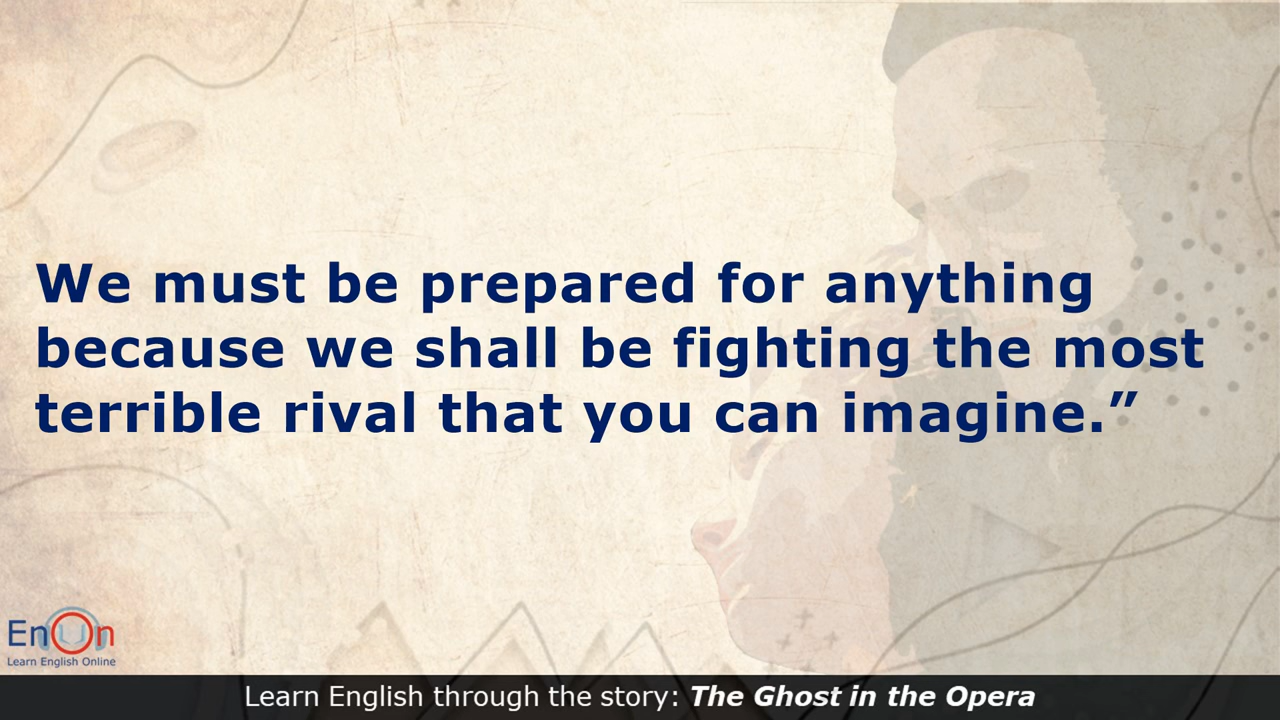 We must be prepared for anything
because we shall be fighting the most
terrible rival that you can imagine.”
EnOn
Learn English Online
Learn English through the story: The Ghost in the Opera